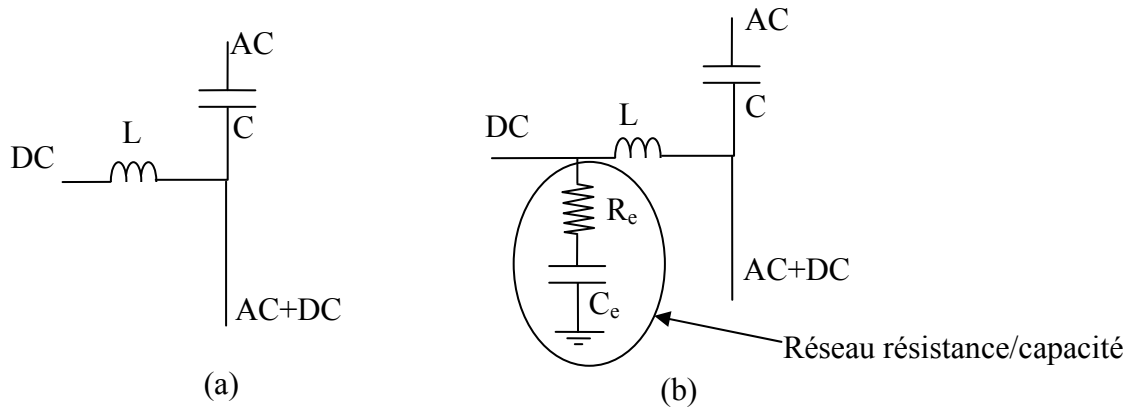 AC
C
L
DC
AC+DC
(a)
AC
C
L
DC
Re
Ce
AC+DC
Réseau résistance/capacité
(b)